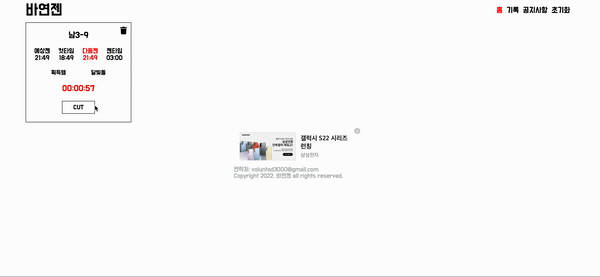 바연젠
홈 기록 공지사항 초기화
남3-9
예상젠 컷타임 다음젠 젠타임
21:49 18:49 21:49 03:00
획득템 달빛돌
00:00:57
CUT
갤럭시 S22 시리즈
런칭
삼성전자
연락처: voluntad3000@gmail.com
Copyright 2022. 바연젠 all rights reserved.